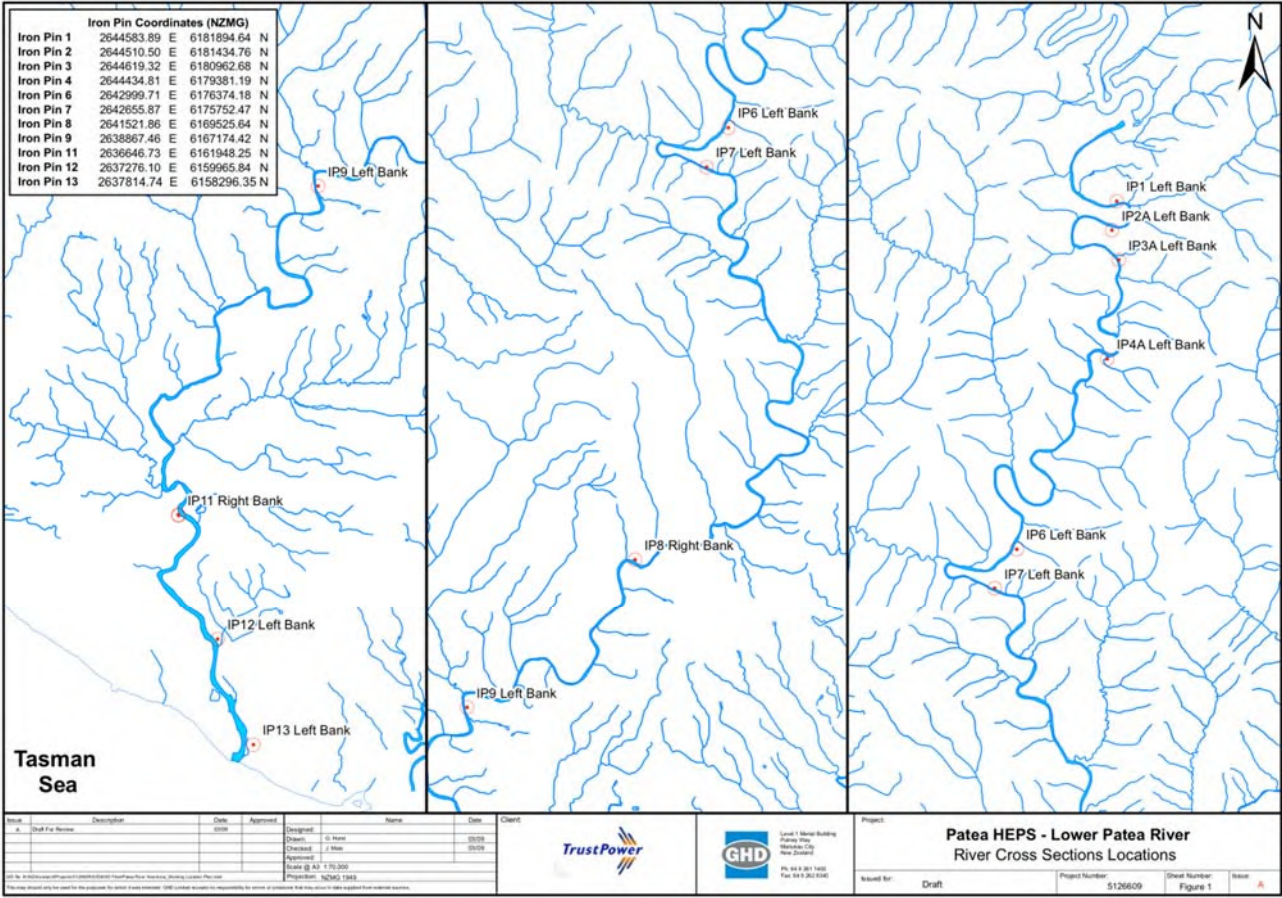 Iron Pin Coordinates (NZMG)
Iron Pin 1 2644583.89 E 6181894.64 N
Iron Pin 2 2644510.50 E 6181434.76 N
Iron Pin 3 2644619.32 E 6180962.68 N
Iron Pin 4 2644434.81 E 6179381.19 N
Iron Pin 6 2642999.71 E 6176374.18 N
Iron Pin 7 2642655.87 E 6175752.47 N
Iron Pin 8 2641521.86 E 6169525.64 N
Iron Pin 9 2638867.46 E 6167174.42 N
Iron Pin 11 2636646.73 E 6161948.25 N
Iron Pin 12 2637276.10 E 6159965.84 N
Iron Pin 13 2637814.74 E 6158296.35 N
IP9 Left Bank
IP11 Right Bank
IP12 Left Bank
IP13 Left Bank
Tasman
Sea
IP6 Left Bank
IP7 Left Bank
IP8 Right Bank
IP9 Left Bank
N
IP1 Left Bank
IP2A Left Bank
IP3A Left Bank
IP4A Left Bank
IP6 Left Bank
IP7 Left Bank
Issue Description Date Approved Name Date
A Draft For Review
Designed:
Drawn:
Checked:
Approved:
Scale @ A3 1:70,000
Projection: NZMG 1949
Client:
TrustPower
GHD
New Zealand
Project:
Patea HEPS - Lower Patea River
River Cross Sections Locations
Issued for: Draft
Project Number: 5126609
Sheet Number: Figure 1
Issue: A